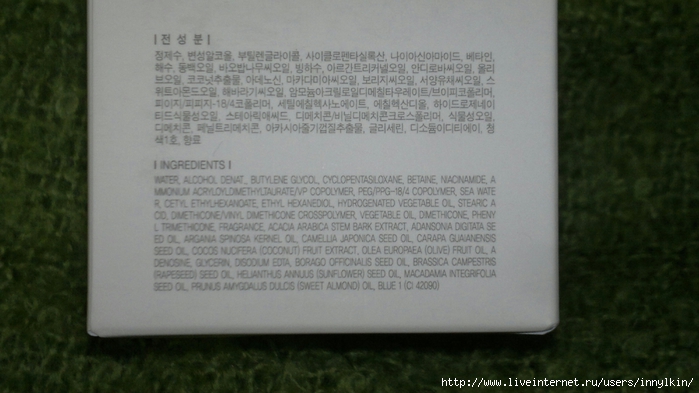 | 전 성 분 |
정제수, 변성알코올, 부틸렌글라이콜, 사이클로펜타실록산, 나이아신아마이드, 베타인,
해수, 동백오일, 바오밥나무씨오일, 빙하수, 아르간트리커넬오일, 안디로바씨오일, 올리
브오일, 코코넛추출물, 아데노신, 마카다미아씨오일, 보리지씨오일, 서양유채씨오일, 스
위트아몬드오일, 해바라기씨오일, 암모늄아크릴로일디메칠타우레이트/브이피코폴리머,
피이지/피피지-18/4코폴리머, 세틸에칠헥사노에이트, 에칠헥산디올, 하이드로제네이
티드식물성오일, 스테아릭애씨드, 디메치콘/비닐디메치콘크로스폴리머, 식물성오일,
디메치콘, 페닐트리메치콘, 아카시아줄기껍질추출물, 글리세린, 디소듐이디티에이, 청
색1호, 향료
| INGREDIENTS |
WATER, ALCOHOL DENAT., BUTYLENE GLYCOL, CYCLOPENTASILOXANE, BETAINE, NIACINAMIDE, A
MMONIUM ACRYLOYLDIMETHYLTAURATE/VP COPOLYMER, PEG/PPG-18/4 COPOLYMER, SEA WATE
R, CETYL ETHYLHEXANOATE, ETHYL HEXANEDIOL, HYDROGENATED VEGETABLE OIL, STEARIC A
CID, DIMETHICONE/VINYL DIMETHICONE CROSSPOLYMER, VEGETABLE OIL, DIMETHICONE, PHENY
L TRIMETHICONE, FRAGRANCE, ACACIA ARABICA STEM BARK EXTRACT, ADANSONIA DIGITATA SE
ED OIL, ARGANIA SPINOSA KERNEL OIL, CAMELLIA JAPONICA SEED OIL, CARAPA GUAIANENSIS
SEED OIL, COCOS NUCIFERA (COCONUT) FRUIT EXTRACT, OLEA EUROPAEA (OLIVE) FRUIT OIL, A
DENOSINE, GLYCERIN, DISODIUM EDTA, BORAGO OFFICINALIS SEED OIL, BRASSICA CAMPESTRIS
(RAPESEED) SEED OIL, HELIANTHUS ANNUUS (SUNFLOWER) SEED OIL, MACADAMIA INTEGRIFOLIA
SEED OIL, PRUNUS AMYGDALUS DULCIS (SWEET ALMOND) OIL, BLUE 1 (CI 42090)
http://www.liveinternet.ru/users/innylkin/